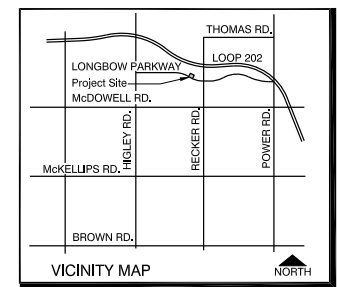 THOMAS RD.
LOOP 202
LONGBOW PARKWAY
Project Site
McDOWELL RD.
HIGLEY RD.
RECKER RD.
POWER RD.
McKELLIPS RD.
BROWN RD.
VICINITY MAP
NORTH